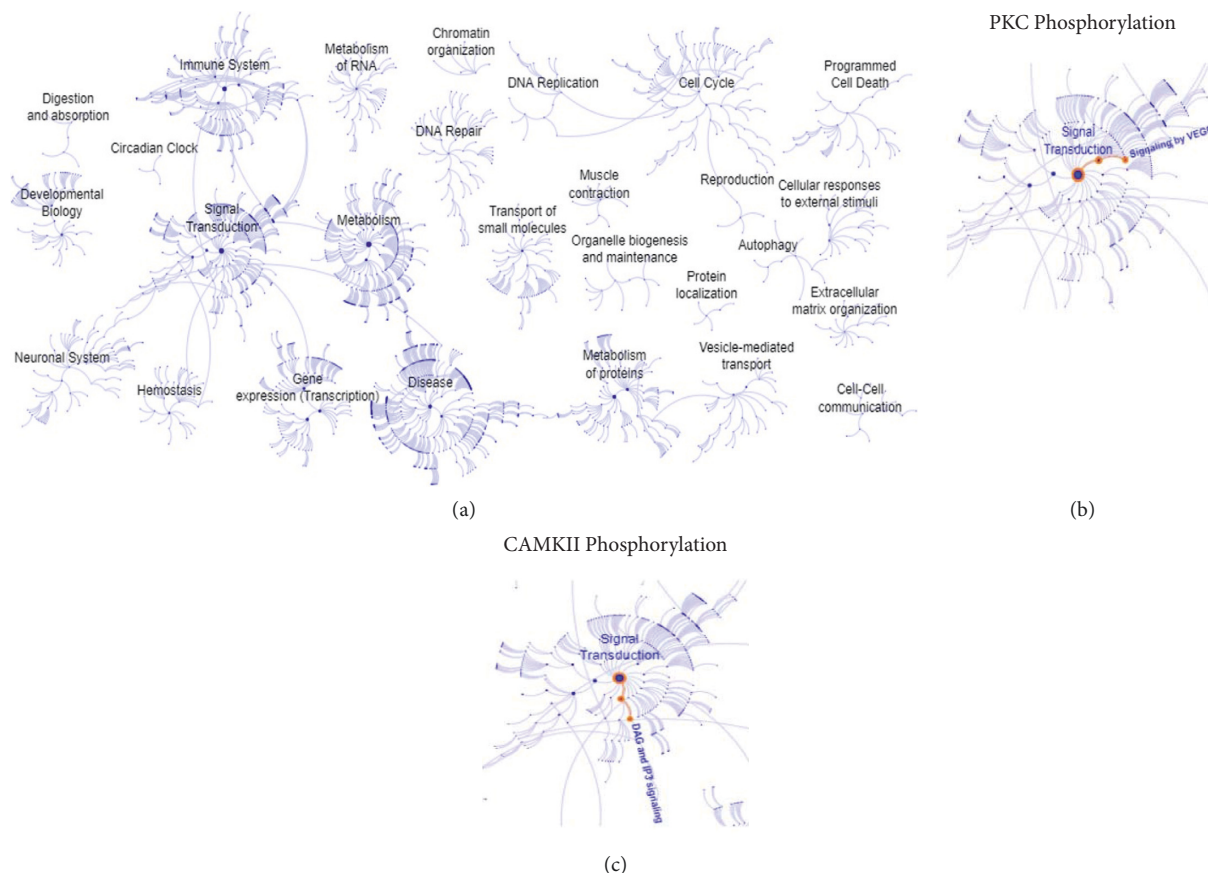 PKC Phosphorylation
Immune System
Metabolism
of RNA
Chromatin
organization
DNA Replication
Cell Cycle
Programmed
Cell Death
Digestion
and absorption
Circadian Clock
DNA Repair
Developmental
Biology
Signal
Transduction
Metabolism
Transport of
small molecules
Muscle
contraction
Reproduction
Cellular responses
to external stimuli
Organelle biogenesis
and maintenance
Autophagy
Protein
localization
Extracellular
matrix organization
Neuronal System
Hemostasis
Gene
expression (Transcription)
Disease
Metabolism
of proteins
Vesicle-mediated
transport
Cell-Cell
communication
(a)
Signal
Transduction
Signaling by VEGF
(b)
CAMKII Phosphorylation
Signal
Transduction
DAG and IP3 signaling
(c)